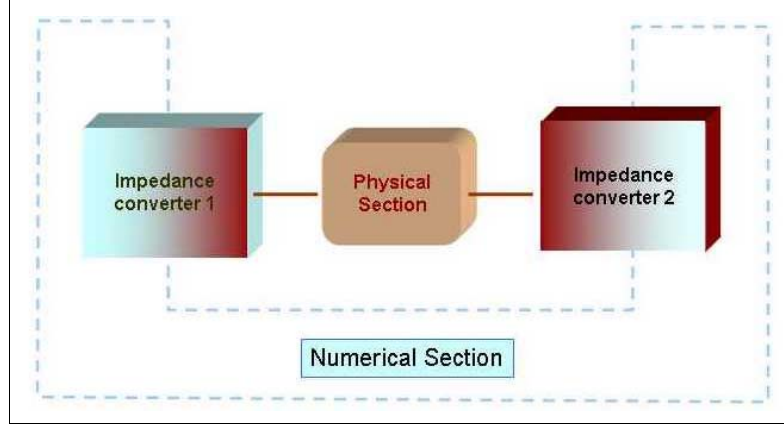 Impedance
converter 1
Physical
Section
Impedance
converter 2
Numerical Section